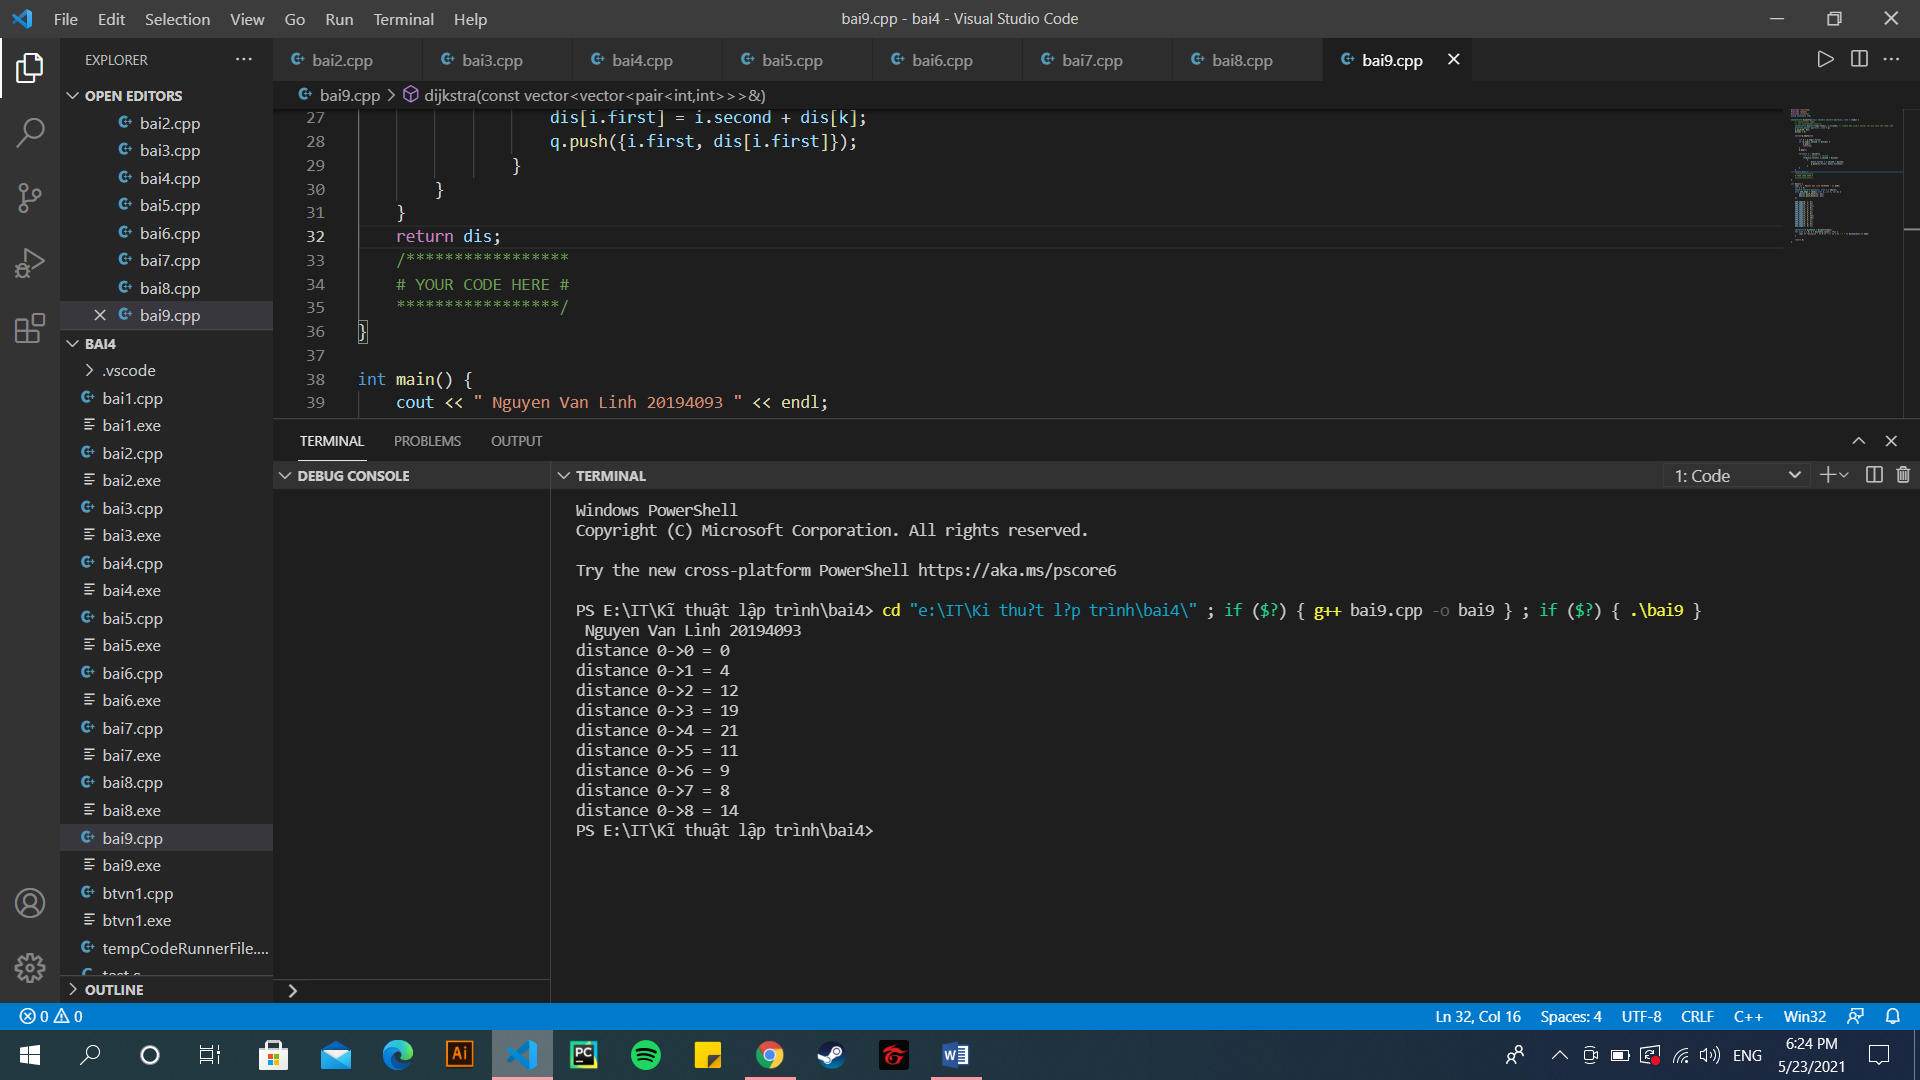 File Edit Selection View Go Run Terminal Help
bai9.cpp - bai4 - Visual Studio Code
EXPLORER
OPEN EDITORS
bai2.cpp
bai3.cpp
bai4.cpp
bai5.cpp
bai6.cpp
bai7.cpp
bai8.cpp
bai9.cpp
BAI4
.vscode
bai1.cpp
bai1.exe
bai2.cpp
bai2.exe
bai3.cpp
bai3.exe
bai4.cpp
bai4.exe
bai5.cpp
bai5.exe
bai6.cpp
bai6.exe
bai7.cpp
bai7.exe
bai8.cpp
bai8.exe
bai9.cpp
bai9.exe
btvn1.cpp
btvn1.exe
tempCodeRunnerFile....
test.c
OUTLINE
bai2.cpp bai3.cpp bai4.cpp bai5.cpp bai6.cpp bai7.cpp bai8.cpp bai9.cpp
bai9.cpp > dijkstra(const vector<vector<pair<int,int>>>&)
27 dis[i.first] = i.second + dis[k];
28 q.push({i.first, dis[i.first]});
29 }
30 }
31 }
32 return dis;
33 /*****************
34 # YOUR CODE HERE #
35 *****************/
36 }
37
38 int main() {
39 cout << " Nguyen Van Linh 20194093 " << endl;
TERMINAL PROBLEMS OUTPUT
DEBUG CONSOLE
TERMINAL
1: Code
Windows PowerShell
Copyright (C) Microsoft Corporation. All rights reserved.
Try the new cross-platform PowerShell https://aka.ms/pscore6
PS E:\IT\Kĩ thuật lập trình\bai4> cd "e:\IT\Ki thu?t l?p trình\bai4\" ; if ($?) { g++ bai9.cpp -o bai9 } ; if ($?) { .\bai9 }
Nguyen Van Linh 20194093
distance 0->0 = 0
distance 0->1 = 4
distance 0->2 = 12
distance 0->3 = 19
distance 0->4 = 21
distance 0->5 = 11
distance 0->6 = 9
distance 0->7 = 8
distance 0->8 = 14
PS E:\IT\Kĩ thuật lập trình\bai4>
0 0
Ln 32, Col 16 Spaces: 4 UTF-8 CRLF C++ Win32
Ai
PC
W
ENG
6:24 PM
5/23/2021